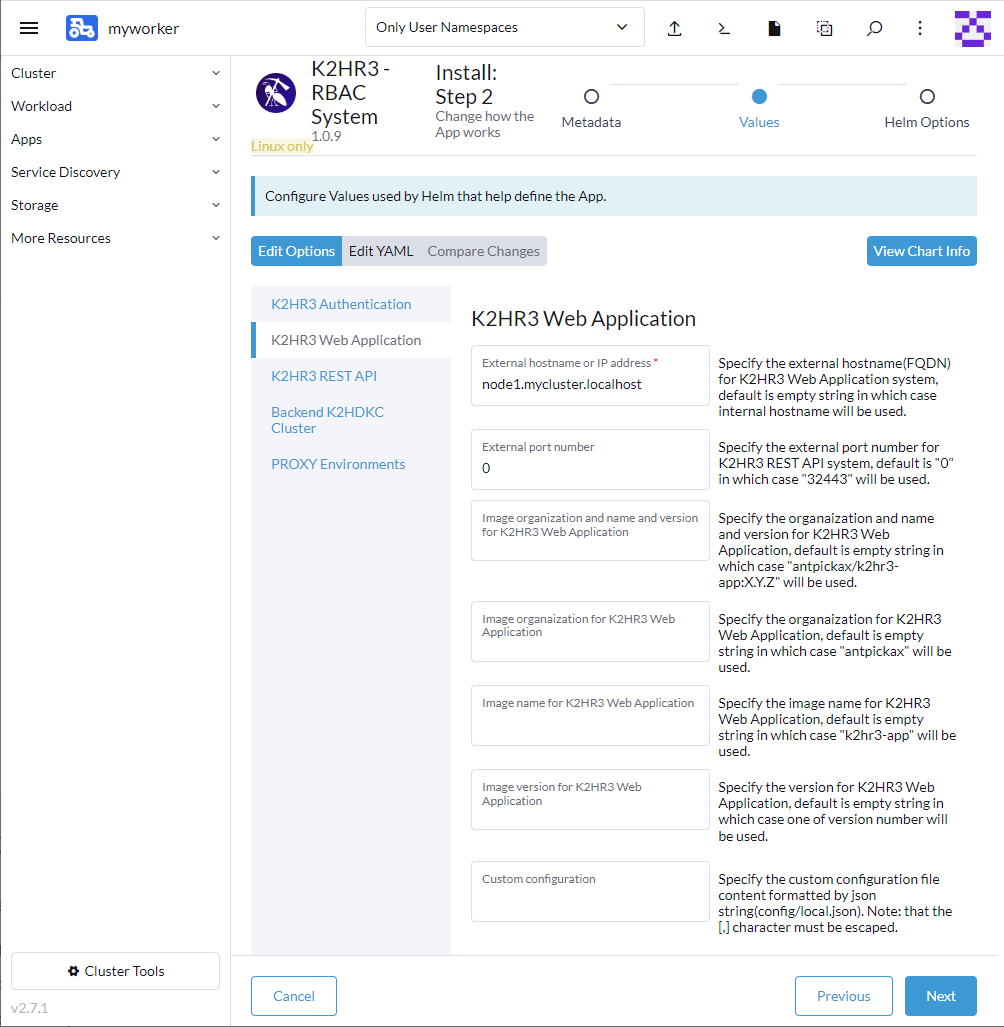 myworker
Only User Namespaces
Cluster
Workload
Apps
Service Discovery
Storage
More Resources
Cluster Tools
v2.7.1
K2HR3 -
RBAC
System
1.0.9
Linux only
Install:
Step 2
Change how the
App works
Metadata
Values
Helm Options
Configure Values used by Helm that help define the App.
Edit Options
Edit YAML
Compare Changes
View Chart Info
K2HR3 Authentication
K2HR3 Web Application
K2HR3 REST API
Backend K2HDKC
Cluster
PROXY Environments
K2HR3 Web Application
External hostname or IP address *
node1.mycluster.localhost
Specify the external hostname(FQDN)
for K2HR3 Web Application system,
default is empty string in which case
internal hostname will be used.
External port number
0
Specify the external port number for
K2HR3 REST API system, default is "0"
in which case "32443" will be used.
Image organization and name and version
for K2HR3 Web Application
Specify the organaization and name
and version for K2HR3 Web
Application, default is empty string in
which case "antpickax/k2hr3-
app:X.Y.Z" will be used.
Image organaization for K2HR3 Web
Application
Specify the organaization for K2HR3
Web Application, default is empty
string in which case "antpickax" will be
used.
Image name for K2HR3 Web Application
Specify the image name for K2HR3
Web Application, default is empty
string in which case "k2hr3-app" will be
used.
Image version for K2HR3 Web
Application
Specify the version for K2HR3 Web
Application, default is empty string in
which case one of version number will
be used.
Custom configuration
Specify the custom configuration file
content formatted by json
string(config/local.json). Note: that the
[,] character must be escaped.
Cancel
Previous
Next